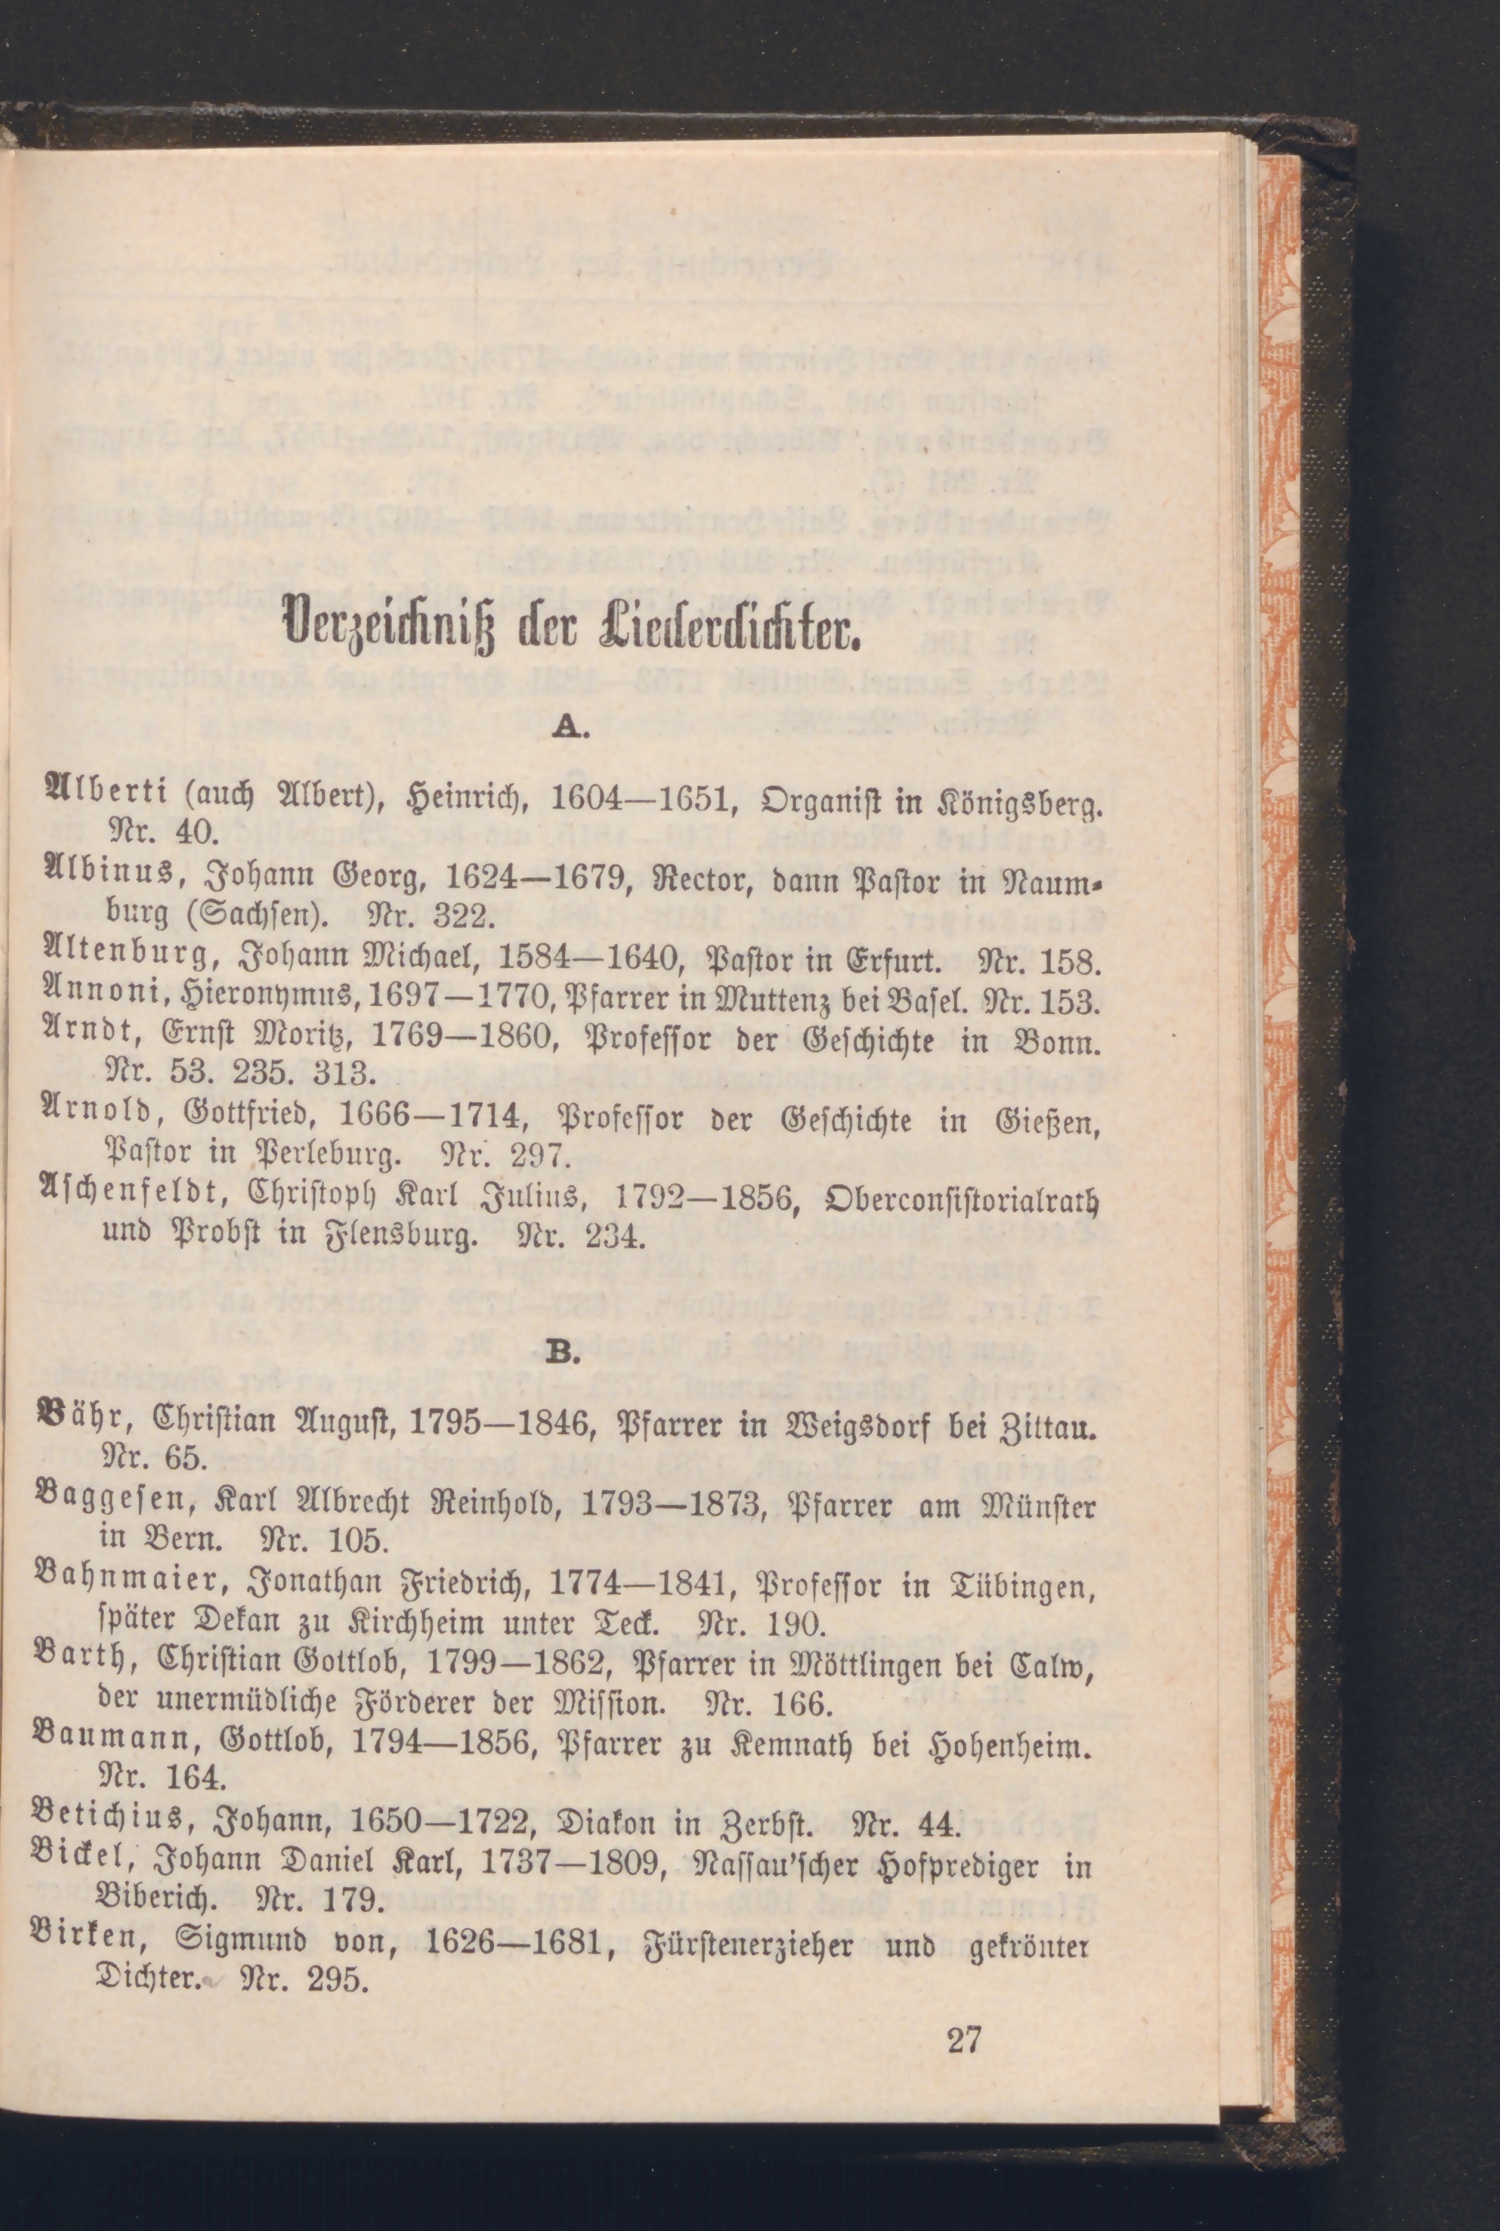 Verzeichniß der Liederdichter.
A.
Alberti (auch Albert), Heinrich, 1604—1651, Organist in Königsberg.
Nr. 40.
Albinus, Johann Georg, 1624—1679, Rector, dann Pastor in Naum-
burg (Sachsen). Nr. 322.
Altenburg, Johann Michael, 1584—1640, Pastor in Erfurt. Nr. 158.
Annoni, Hieronymus, 1697—1770, Pfarrer in Muttenz bei Basel. Nr. 153.
Arndt, Ernst Moritz, 1769—1860, Professor der Geschichte in Bonn.
Nr. 53. 235. 313.
Arnold, Gottfried, 1666—1714, Professor der Geschichte in Gießen,
Pastor in Perleburg. Nr. 297.
Aschenfeldt, Christoph Karl Julius, 1792—1856, Oberconsistorialrath
und Probst in Flensburg. Nr. 234.
B.
Bähr, Christian August, 1795—1846, Pfarrer in Weigsdorf bei Zittau.
Nr. 65.
Baggesen, Karl Albrecht Reinhold, 1793—1873, Pfarrer am Münster
in Bern. Nr. 105.
Bahnmaier, Jonathan Friedrich, 1774—1841, Professor in Tübingen,
später Dekan zu Kirchheim unter Teck. Nr. 190.
Barth, Christian Gottlob, 1799—1862, Pfarrer in Möttlingen bei Calw,
der unermüdliche Förderer der Mission. Nr. 166.
Baumann, Gottlob, 1794—1856, Pfarrer zu Kemnath bei Hohenheim.
Nr. 164.
Betichius, Johann, 1650—1722, Diakon in Zerbst. Nr. 44.
Bickel, Johann Daniel Karl, 1737—1809, Nassau'scher Hofprediger in
Biberich. Nr. 179.
Birken, Sigmund von, 1626—1681, Fürstenerzieher und gekrönter
Dichter. Nr. 295.
27